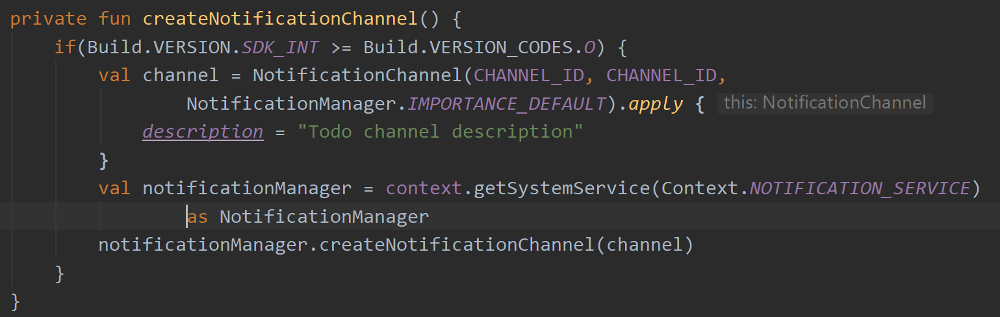 private fun createNotificationChannel() {
if(Build.VERSION.SDK_INT >= Build.VERSION_CODES.O) {
val channel = NotificationChannel(CHANNEL_ID, CHANNEL_ID,
NotificationManager.IMPORTANCE_DEFAULT).apply { this: NotificationChannel
description = "Todo channel description"
}
val notificationManager = context.getSystemService(Context.NOTIFICATION_SERVICE)
as NotificationManager
notificationManager.createNotificationChannel(channel)
}
}